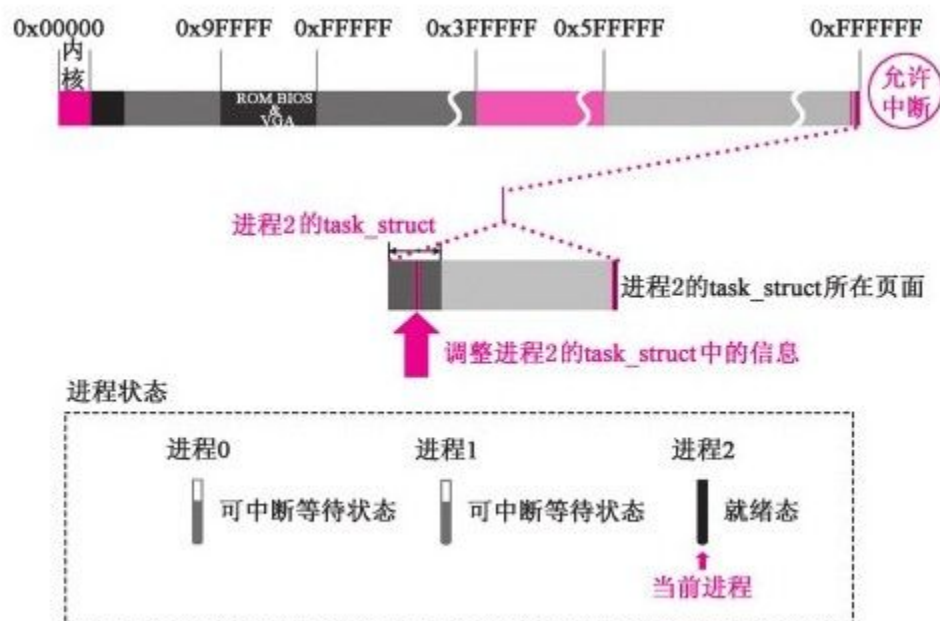 0x00000 0x9FFFF 0xFFFFF 0x3FFFFF 0x5FFFFF 0xFFFFFF
内核
ROM BIOS
&
VGA
允许
中断
进程2的task_struct
进程2的task_struct所在页面
调整进程2的task_struct中的信息
进程状态
进程0 进程1 进程2
可中断等待状态 可中断等待状态 就绪态
当前进程